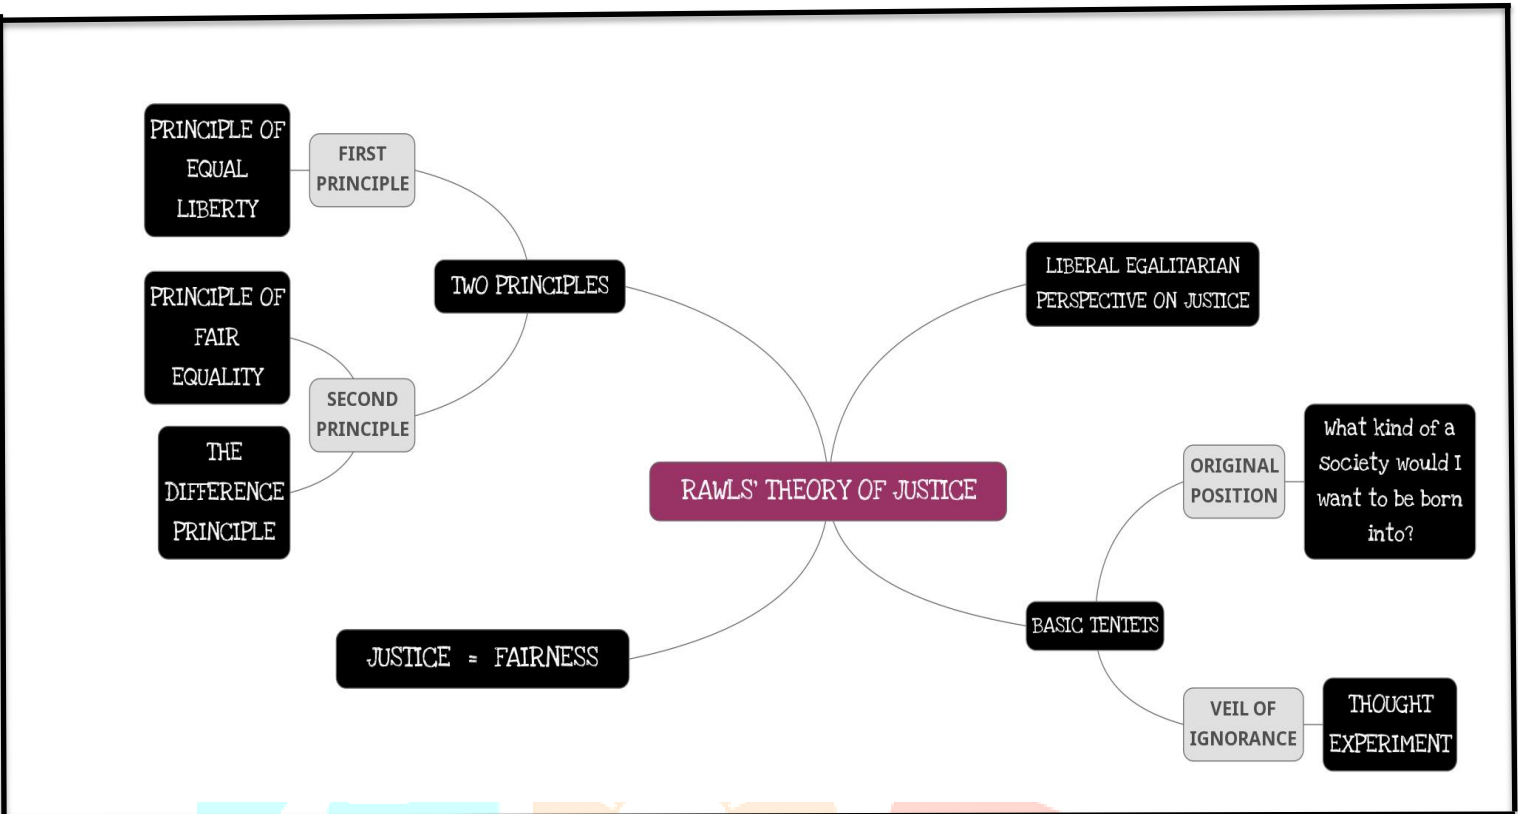 PRINCIPLE OF
EQUAL
LIBERTY
FIRST
PRINCIPLE
PRINCIPLE OF
FAIR
EQUALITY
SECOND
PRINCIPLE
THE
DIFFERENCE
PRINCIPLE
TWO PRINCIPLES
LIBERAL EGALITARIAN
PERSPECTIVE ON JUSTICE
RAWLS' THEORY OF JUSTICE
ORIGINAL
POSITION
What kind of a
society would I
want to be born
into?
BASIC TENTETS
VEIL OF
IGNORANCE
THOUGHT
EXPERIMENT
JUSTICE = FAIRNESS